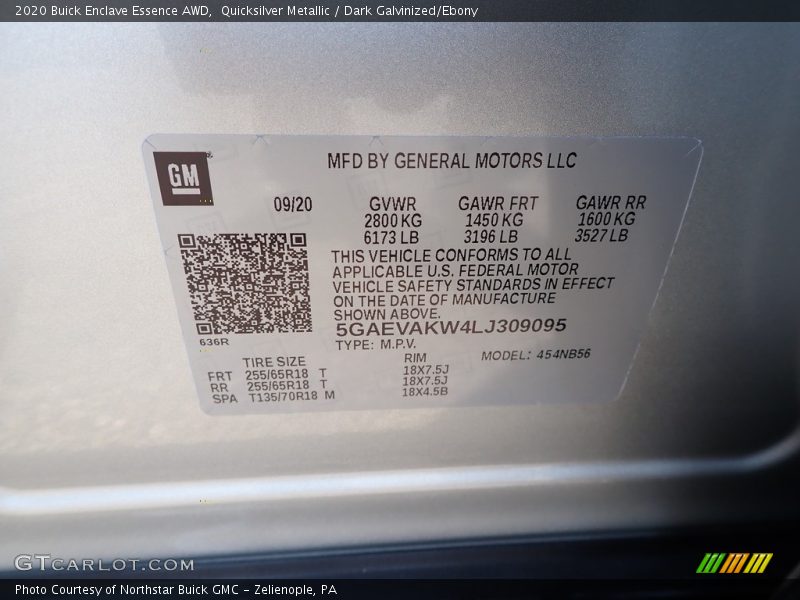 2020 Buick Enclave Essence AWD,  Quicksilver Metallic / Dark Galvinized/Ebony
GM
MFD BY GENERAL MOTORS LLC
09/20
GVWR GAWR FRT GAWR RR
2800 KG 1450 KG 1600 KG
6173 LB 3196 LB 3527 LB
THIS VEHICLE CONFORMS TO ALL
APPLICABLE U.S. FEDERAL MOTOR
VEHICLE SAFETY STANDARDS IN EFFECT
ON THE DATE OF MANUFACTURE
SHOWN ABOVE.
5GAEVAKW4LJ309095
636R
TYPE: M.P.V. MODEL: 454NB56
TIRE SIZE RIM
FRT 255/65R18 T 18X7.5J
RR 255/65R18 T 18X7.5J
SPA T135/70R18 M 18X4.5B
GTCARLOT.COM
Photo Courtesy of Northstar Buick GMC - Zelienople, PA